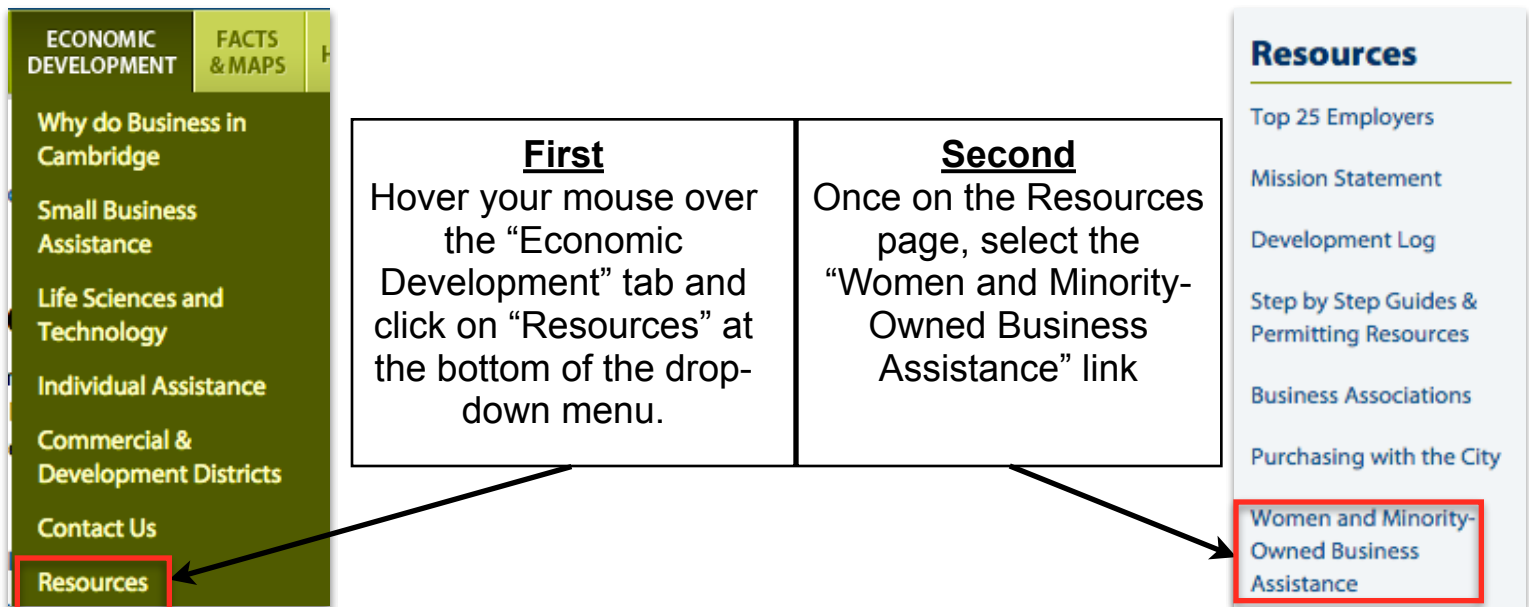 ECONOMIC
DEVELOPMENT
FACTS
& MAPS
Why do Business in
Cambridge
Small Business
Assistance
Life Sciences and
Technology
Individual Assistance
Commercial &
Development Districts
Contact Us
Resources
First
Hover your mouse over
the “Economic
Development” tab and
click on “Resources” at
the bottom of the drop-
down menu.
Second
Once on the Resources
page, select the
“Women and Minority-
Owned Business
Assistance” link
Resources
Top 25 Employers
Mission Statement
Development Log
Step by Step Guides &
Permitting Resources
Business Associations
Purchasing with the City
Women and Minority-
Owned Business
Assistance